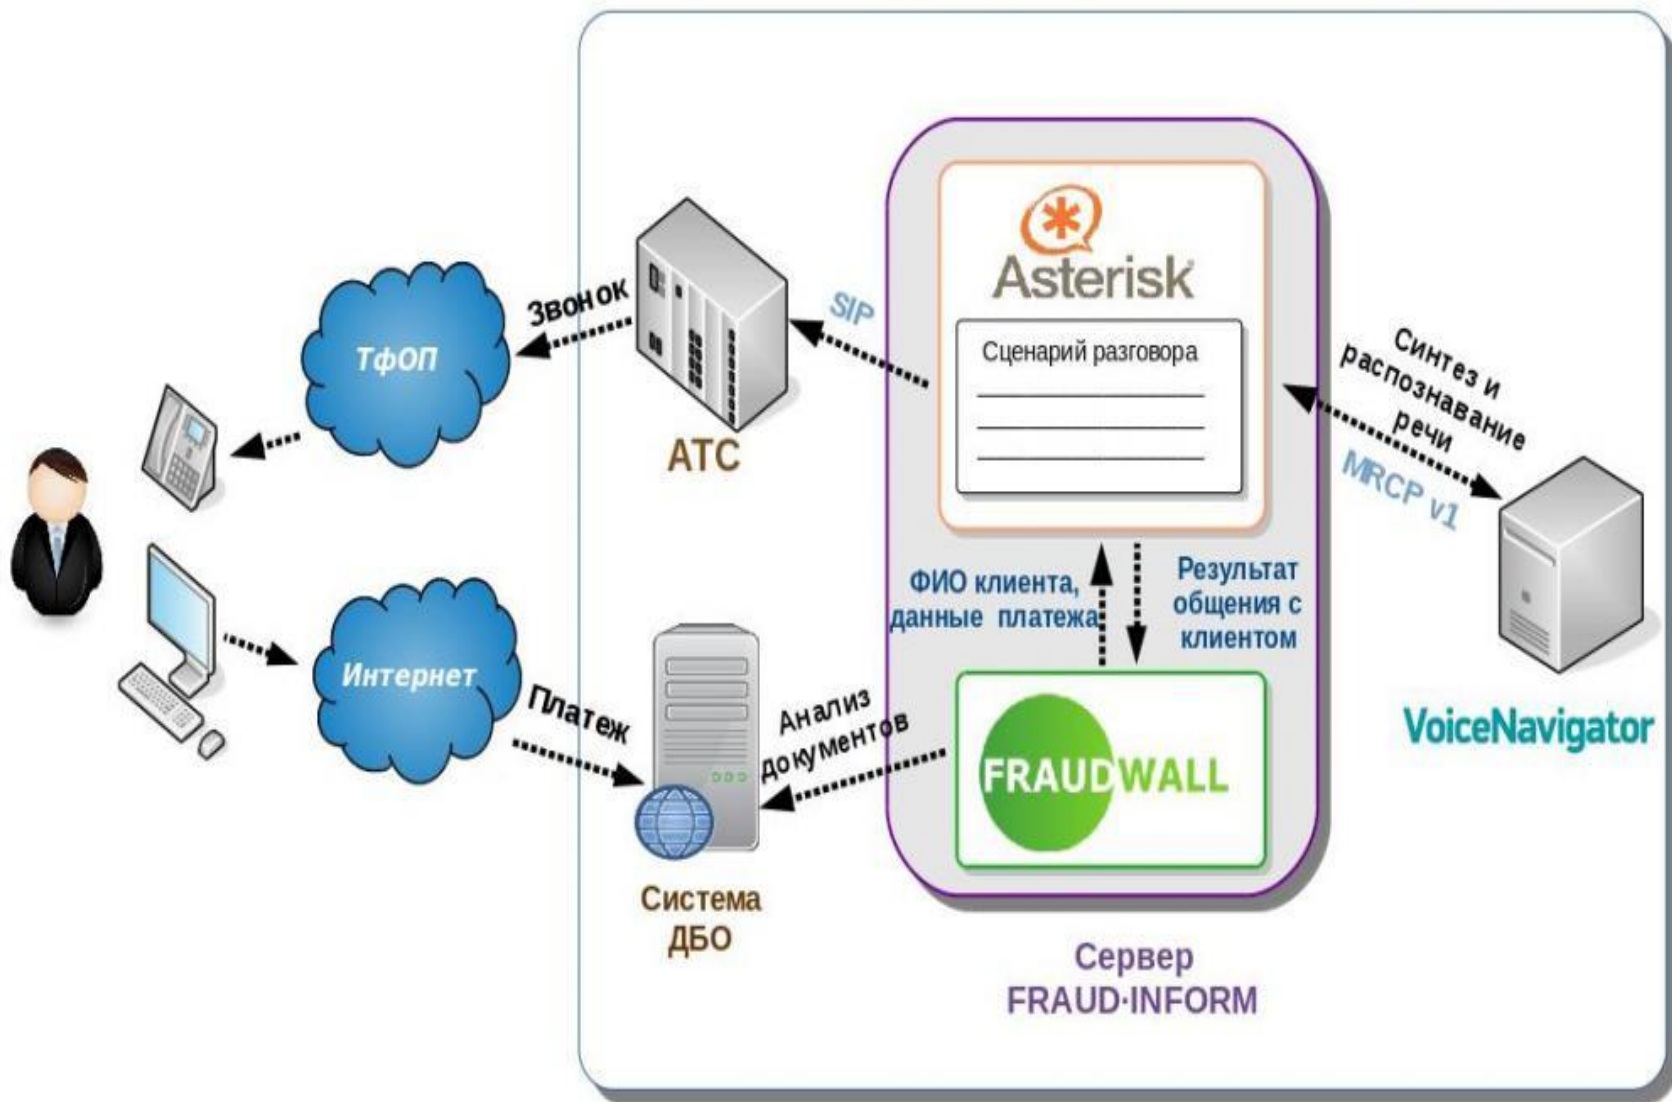 Asterisk
Сценарий разговора
SIP
Звонок
ТфОП
АТС
Синтез и
распознавание
речи
MRCP v1
VoiceNavigator
ФИО клиента,
данные платежа
Результат
общения с
клиентом
Интернет
Платеж
Анализ
документов
FRAUDWALL
Система
ДБО
Сервер
FRAUD·INFORM